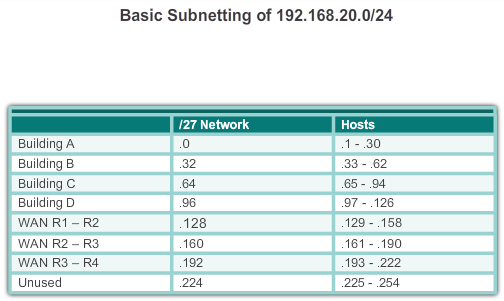 Basic Subnetting of 192.168.20.0/24
/27 Network Hosts
Building A .0 .1 - .30
Building B .32 .33 - .62
Building C .64 .65 - .94
Building D .96 .97 - .126
WAN R1 – R2 .128 .129 - .158
WAN R2 – R3 .160 .161 - .190
WAN R3 – R4 .192 .193 - .222
Unused .224 .225 - .254